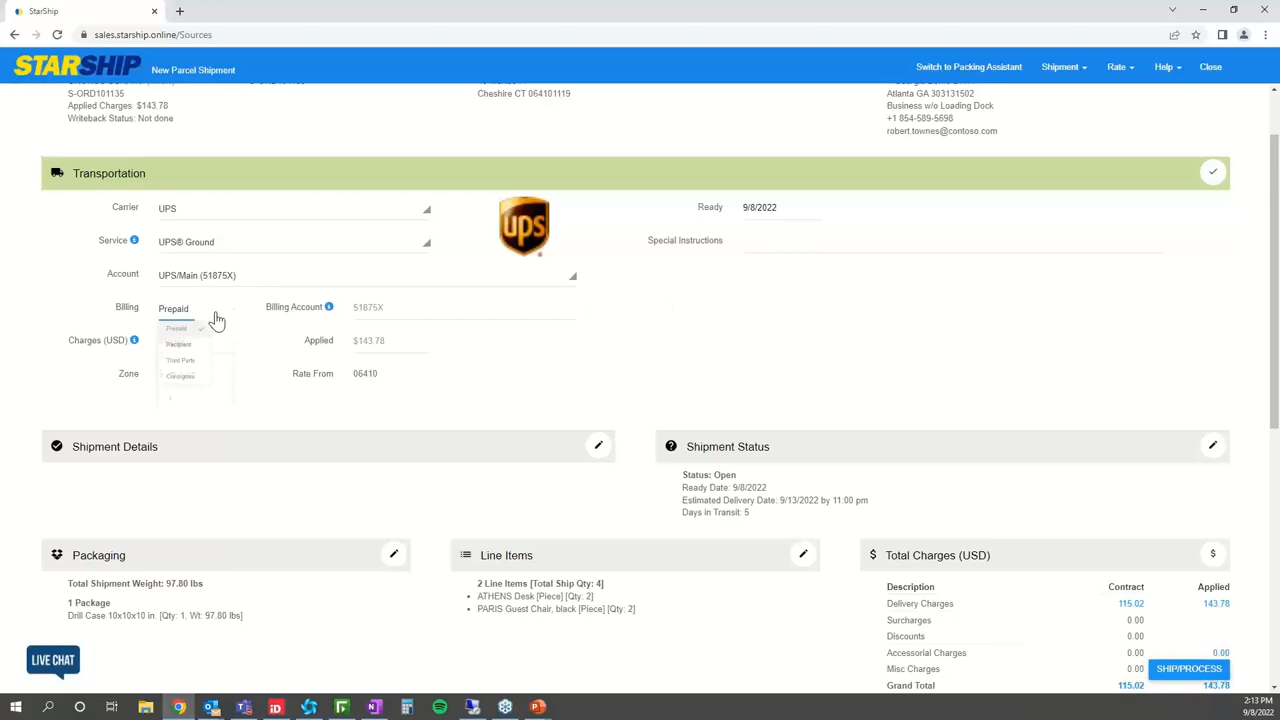 StarShip
sales.starship.online/Sources
STARSHIP
New Parcel Shipment
Switch to Packing Assistant
Shipment
Rate
Help
Close
S-ORD101135
Applied Charges: $143.78
Writeback Status: Not done
Cheshire CT 064101119
Atlanta GA 303131502
Business w/o Loading Dock
+1 854-589-5698
robert.townes@contoso.com
Transportation
Carrier UPS
ups
Ready 9/8/2022
Service UPS® Ground
Special Instructions
Account UPS/Main (51875X)
Billing Prepaid
Billing Account 51875X
Prepaid
Recipient
Third Party
Consignee
Charges (USD)
Applied $143.78
Zone
Rate From 06410
Shipment Details
Shipment Status
Status: Open
Ready Date: 9/8/2022
Estimated Delivery Date: 9/13/2022 by 11:00 pm
Days in Transit: 5
Packaging
Total Shipment Weight: 97.80 lbs
1 Package
Drill Case 10x10x10 in. [Qty: 1. Wt: 97.80 lbs]
Line Items
2 Line Items [Total Ship Qty: 4]
ATHENS Desk [Piece] [Qty: 2]
PARIS Guest Chair, black [Piece] [Qty: 2]
$ Total Charges (USD) $
Description Contract Applied
Delivery Charges 115.02 143.78
Surcharges 0.00
Discounts 0.00
Accessorial Charges 0.00 0.00
Misc Charges 0.00
SHIP/PROCESS
Grand Total 115.02 143.78
LIVE CHAT
2:13 PM
9/8/2022